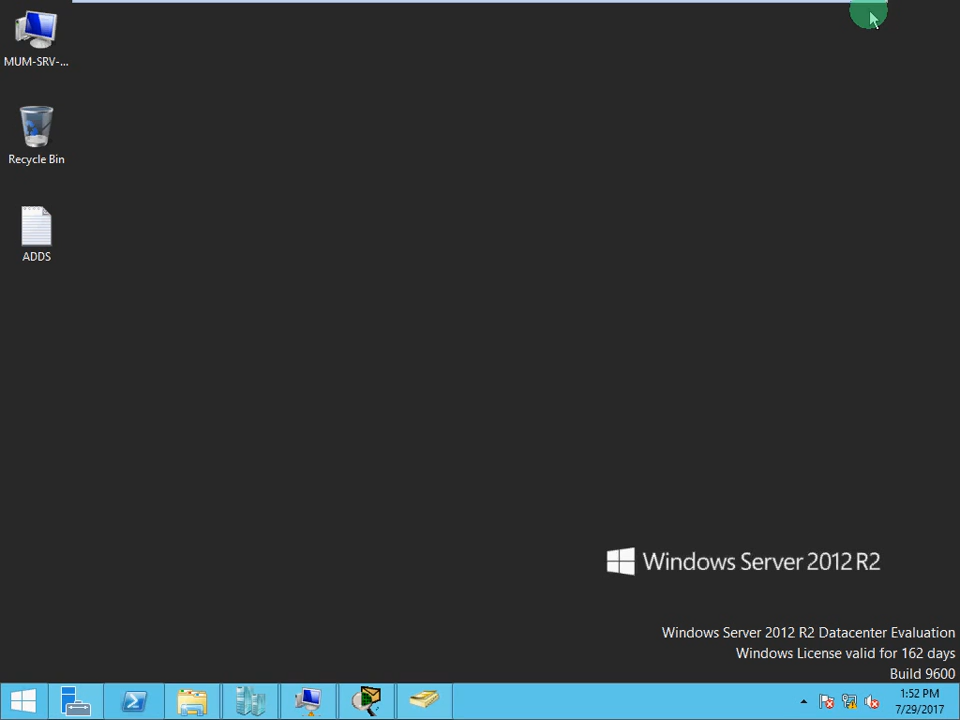 MUM-SRV-...
Recycle Bin
ADDS
Windows Server 2012 R2
Windows Server 2012 R2 Datacenter Evaluation
Windows License valid for 162 days
Build 9600
1:52 PM
7/29/2017